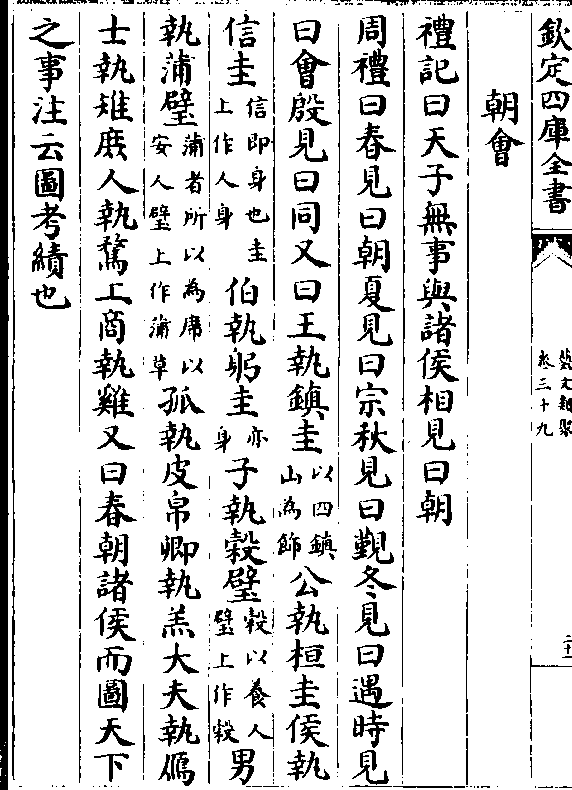 欽定四庫全書
藝文類聚
卷三十九
二十一
朝會
禮記曰天子無事與諸侯相見曰朝
周禮曰春見曰朝夏見曰宗秋見曰覲冬見曰遇時見
曰會殷見曰同又曰王執鎮圭以四鎮山為飾公執桓圭侯執
信圭信即身也圭上作人身伯執躬圭亦身子執穀璧穀以養人璧上作穀男
執蒲璧蒲者所以為席以安人璧上作蒲草孤執皮帛卿執羔大夫執鴈
士執雉庶人執鶩工商執雞又曰春朝諸侯而圖天下
之事注云圖考績也